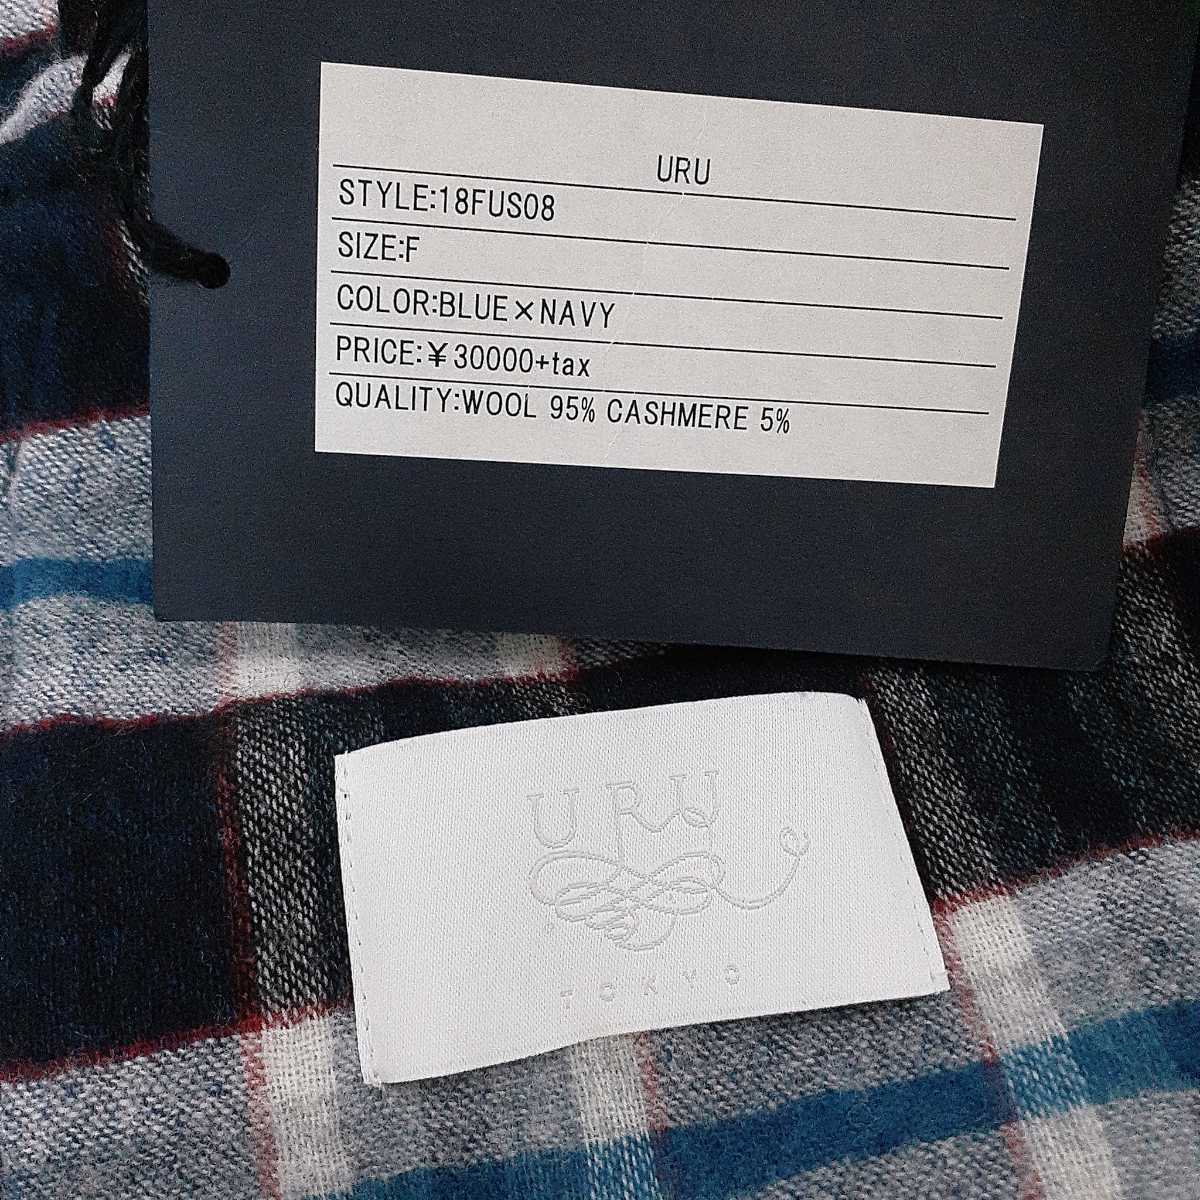 URU
STYLE:18FUS08
SIZE:F
COLOR:BLUE×NAVY
PRICE:¥30000+tax
QUALITY:WOOL 95% CASHMERE 5%
URU
TOKYO